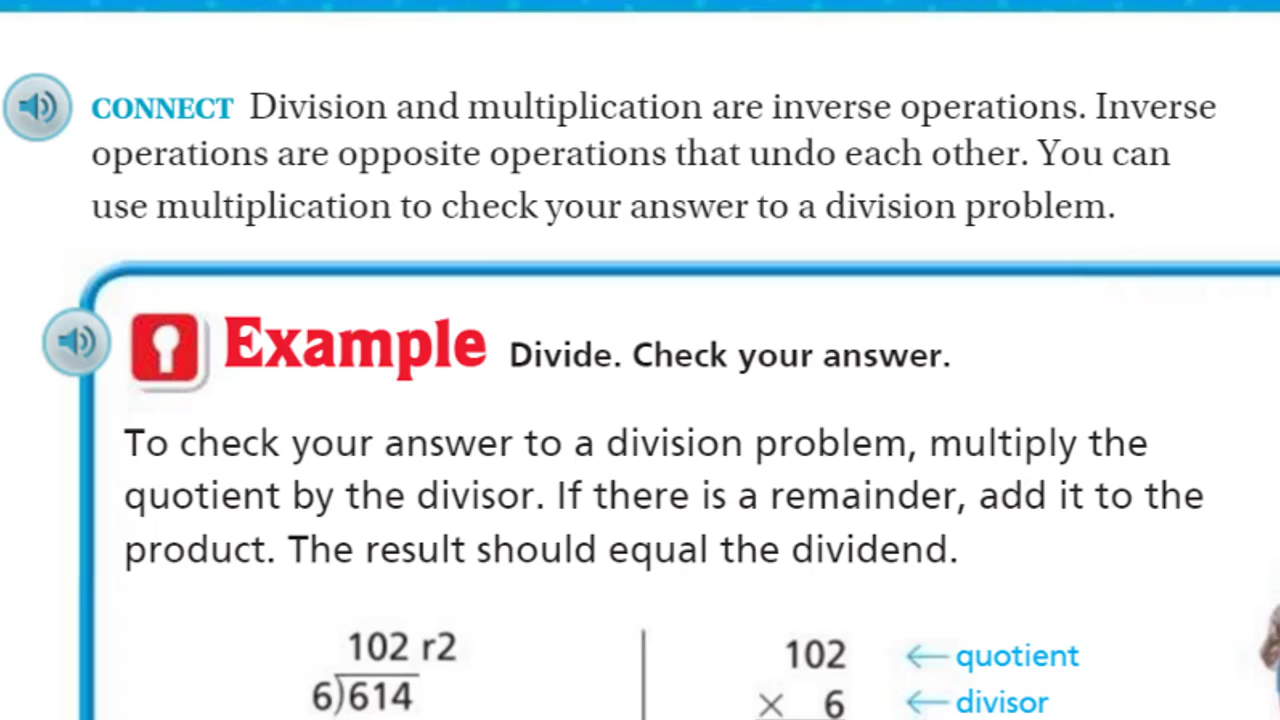 CONNECT Division and multiplication are inverse operations. Inverse
operations are opposite operations that undo each other. You can
use multiplication to check your answer to a division problem.
Example Divide. Check your answer.
To check your answer to a division problem, multiply the
quotient by the divisor. If there is a remainder, add it to the
product. The result should equal the dividend.
102 r2
6)614
102 ← quotient
× 6 ← divisor